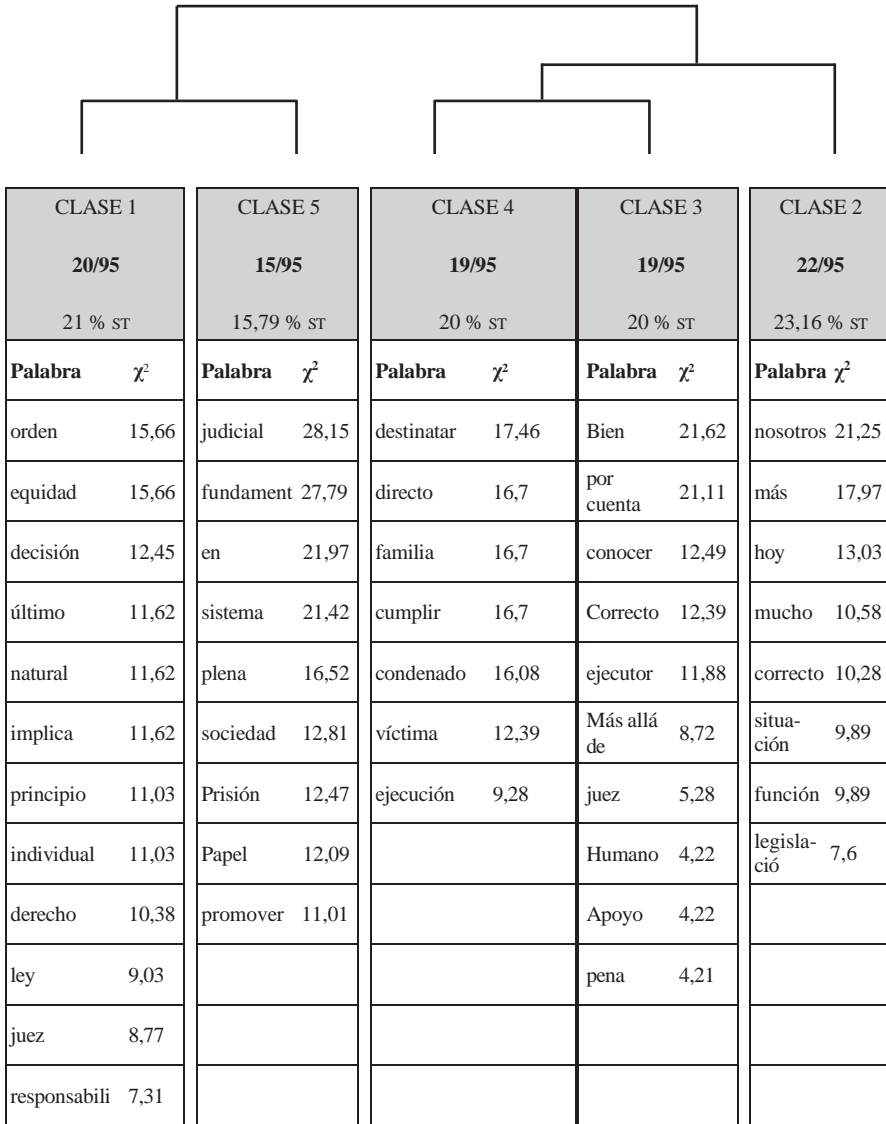 CLASE 1
20/95
21 % ST
Palabra χ²
orden 15,66
equidad 15,66
decisión 12,45
último 11,62
natural 11,62
implica 11,62
principio 11,03
individual 11,03
derecho 10,38
ley 9,03
juez 8,77
responsabili 7,31
CLASE 5
15/95
15,79 % ST
Palabra χ²
judicial 28,15
fundament 27,79
en 21,97
sistema 21,42
plena 16,52
sociedad 12,81
Prisión 12,47
Papel 12,09
promover 11,01
CLASE 4
19/95
20 % ST
Palabra χ²
destinatar 17,46
directo 16,7
familia 16,7
cumplir 16,7
condenado 16,08
víctima 12,39
ejecución 9,28
CLASE 3
19/95
20 % ST
Palabra χ²
Bien 21,62
por
cuenta 21,11
conocer 12,49
Correcto 12,39
ejecutor 11,88
Más allá
de 8,72
juez 5,28
Humano 4,22
Apoyo 4,22
pena 4,21
CLASE 2
22/95
23,16 % ST
Palabra χ²
nosotros 21,25
más 17,97
hoy 13,03
mucho 10,58
correcto 10,28
situa-
ción 9,89
función 9,89
legisla-
ció 7,6